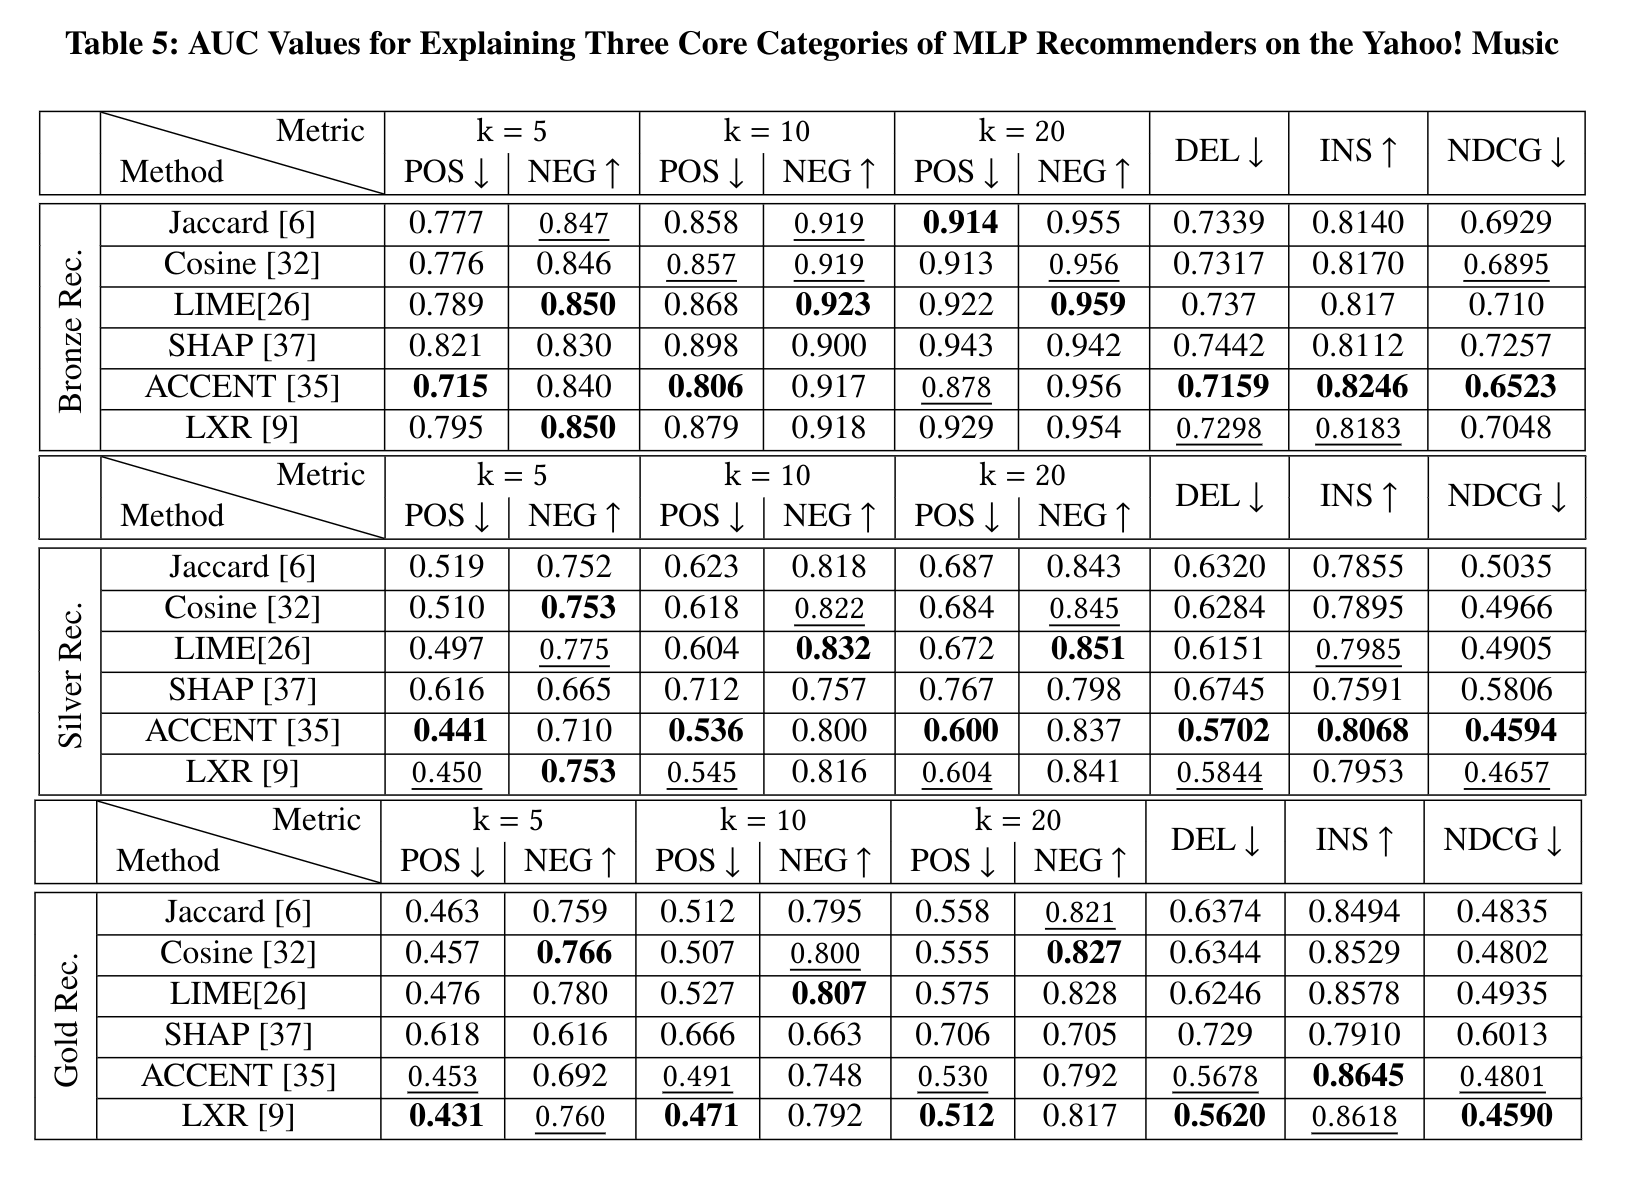 Table 5: AUC Values for Explaining Three Core Categories of MLP Recommenders on the Yahoo! Music
Metric k = 5 k = 10 k = 20 DEL ↓ INS ↑ NDCG ↓
Method POS ↓ NEG ↑ POS ↓ NEG ↑ POS ↓ NEG ↑
Bronze Rec.
Jaccard [6] 0.777 0.847 0.858 0.919 0.914 0.955 0.7339 0.8140 0.6929
Cosine [32] 0.776 0.846 0.857 0.919 0.913 0.956 0.7317 0.8170 0.6895
LIME[26] 0.789 0.850 0.868 0.923 0.922 0.959 0.737 0.817 0.710
SHAP [37] 0.821 0.830 0.898 0.900 0.943 0.942 0.7442 0.8112 0.7257
ACCENT [35] 0.715 0.840 0.806 0.917 0.878 0.956 0.7159 0.8246 0.6523
LXR [9] 0.795 0.850 0.879 0.918 0.929 0.954 0.7298 0.8183 0.7048
Metric k = 5 k = 10 k = 20 DEL ↓ INS ↑ NDCG ↓
Method POS ↓ NEG ↑ POS ↓ NEG ↑ POS ↓ NEG ↑
Silver Rec.
Jaccard [6] 0.519 0.752 0.623 0.818 0.687 0.843 0.6320 0.7855 0.5035
Cosine [32] 0.510 0.753 0.618 0.822 0.684 0.845 0.6284 0.7895 0.4966
LIME[26] 0.497 0.775 0.604 0.832 0.672 0.851 0.6151 0.7985 0.4905
SHAP [37] 0.616 0.665 0.712 0.757 0.767 0.798 0.6745 0.7591 0.5806
ACCENT [35] 0.441 0.710 0.536 0.800 0.600 0.837 0.5702 0.8068 0.4594
LXR [9] 0.450 0.753 0.545 0.816 0.604 0.841 0.5844 0.7953 0.4657
Metric k = 5 k = 10 k = 20 DEL ↓ INS ↑ NDCG ↓
Method POS ↓ NEG ↑ POS ↓ NEG ↑ POS ↓ NEG ↑
Gold Rec.
Jaccard [6] 0.463 0.759 0.512 0.795 0.558 0.821 0.6374 0.8494 0.4835
Cosine [32] 0.457 0.766 0.507 0.800 0.555 0.827 0.6344 0.8529 0.4802
LIME[26] 0.476 0.780 0.527 0.807 0.575 0.828 0.6246 0.8578 0.4935
SHAP [37] 0.618 0.616 0.666 0.663 0.706 0.705 0.729 0.7910 0.6013
ACCENT [35] 0.453 0.692 0.491 0.748 0.530 0.792 0.5678 0.8645 0.4801
LXR [9] 0.431 0.760 0.471 0.792 0.512 0.817 0.5620 0.8618 0.4590